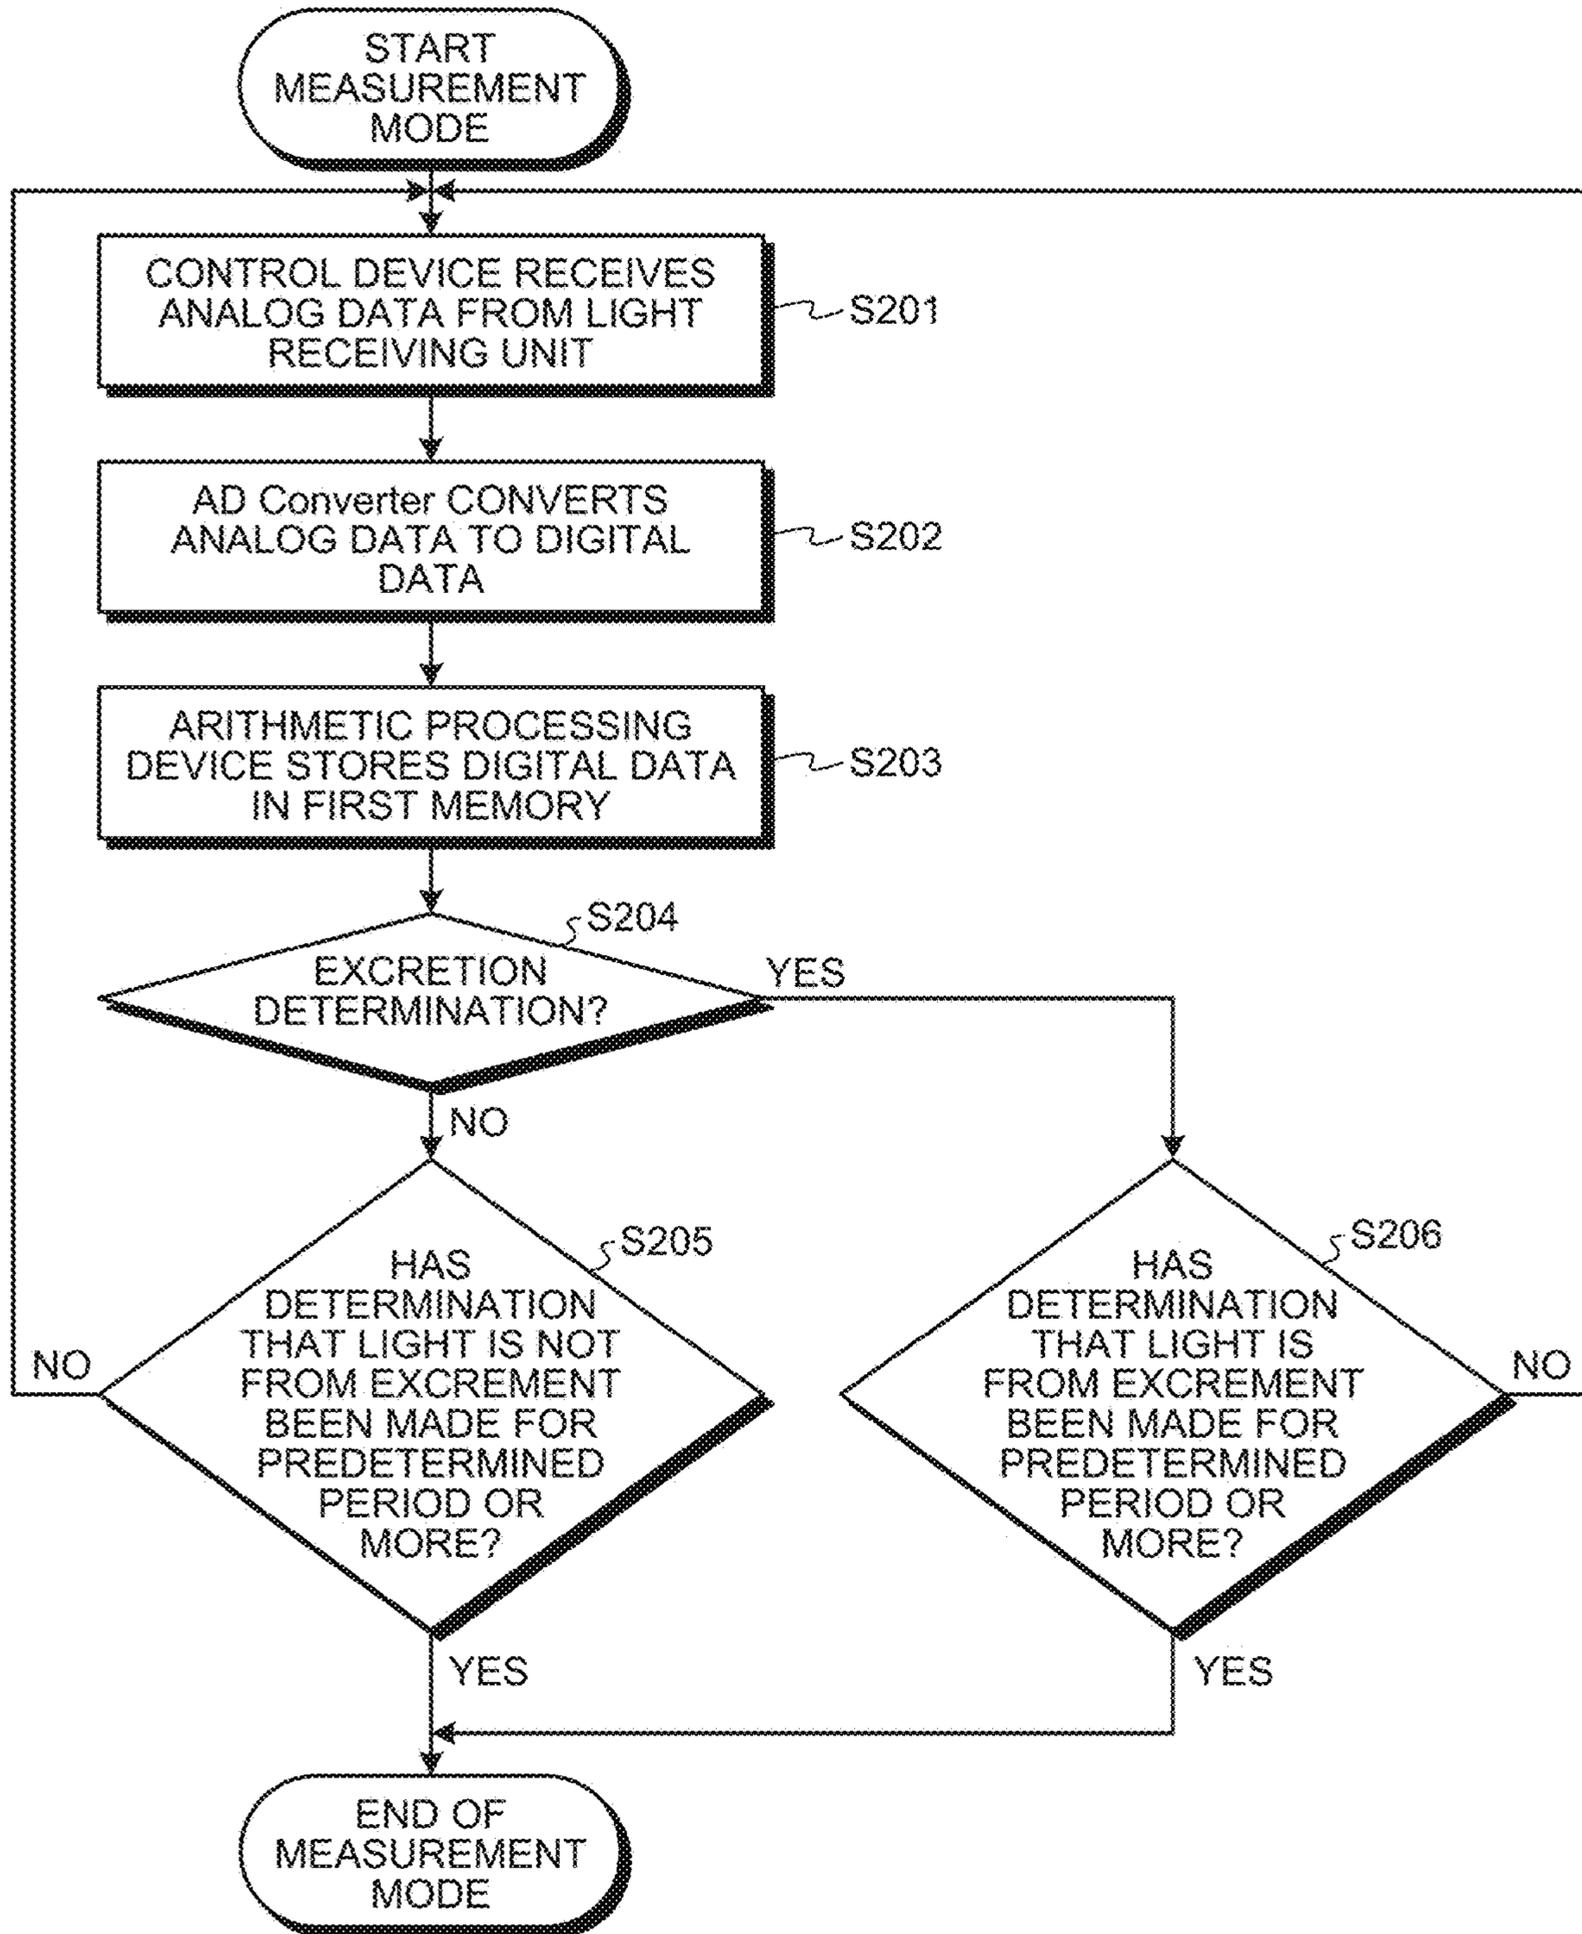 START
MEASUREMENT
MODE
CONTROL DEVICE RECEIVES
ANALOG DATA FROM LIGHT
RECEIVING UNIT
S201
AD Converter CONVERTS
ANALOG DATA TO DIGITAL
DATA
S202
ARITHMETIC PROCESSING
DEVICE STORES DIGITAL DATA
IN FIRST MEMORY
S203
S204
EXCRETION
DETERMINATION?
YES
NO
S205
HAS
DETERMINATION
THAT LIGHT IS NOT
FROM EXCREMENT
BEEN MADE FOR
PREDETERMINED
PERIOD OR
MORE?
NO
YES
S206
HAS
DETERMINATION
THAT LIGHT IS
FROM EXCREMENT
BEEN MADE FOR
PREDETERMINED
PERIOD OR
MORE?
NO
YES
END OF
MEASUREMENT
MODE